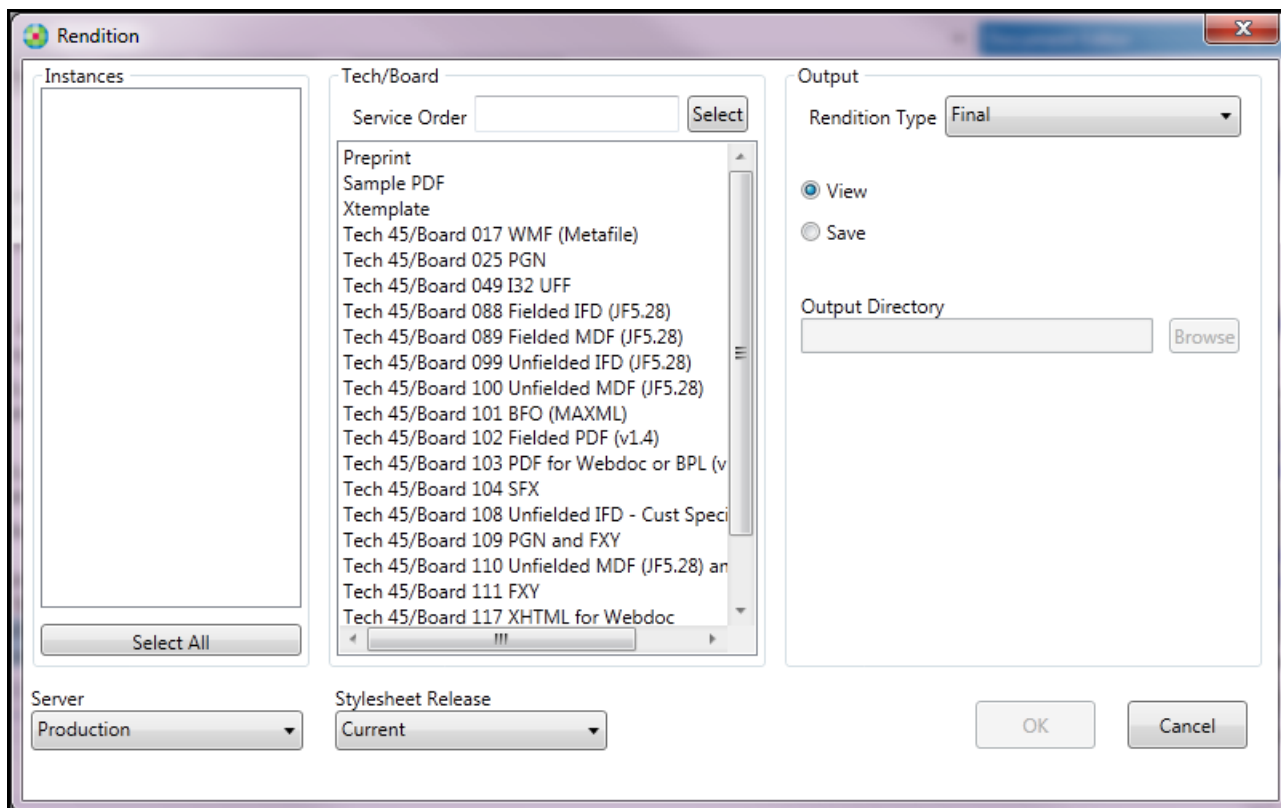 Rendition
Instances
Select All
Tech/Board
Service Order
Select
Preprint
Sample PDF
Xtemplate
Tech 45/Board 017 WMF (Metafile)
Tech 45/Board 025 PGN
Tech 45/Board 049 I32 UFF
Tech 45/Board 088 Fielded IFD (JF5.28)
Tech 45/Board 089 Fielded MDF (JF5.28)
Tech 45/Board 099 Unfielded IFD (JF5.28)
Tech 45/Board 100 Unfielded MDF (JF5.28)
Tech 45/Board 101 BFO (MAXML)
Tech 45/Board 102 Fielded PDF (v1.4)
Tech 45/Board 103 PDF for Webdoc or BPL (v
Tech 45/Board 104 SFX
Tech 45/Board 108 Unfielded IFD - Cust Speci
Tech 45/Board 109 PGN and FXY
Tech 45/Board 110 Unfielded MDF (JF5.28) an
Tech 45/Board 111 FXY
Tech 45/Board 117 XHTML for Webdoc
Output
Rendition Type
Final
View
Save
Output Directory
Browse
Server
Production
Stylesheet Release
Current
OK
Cancel